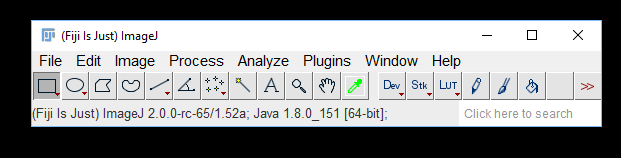 (Fiji Is Just) ImageJ
File Edit Image Process Analyze Plugins Window Help
A Dev Stk LUT >>
(Fiji Is Just) ImageJ 2.0.0-rc-65/1.52a; Java 1.8.0_151 [64-bit]; Click here to search